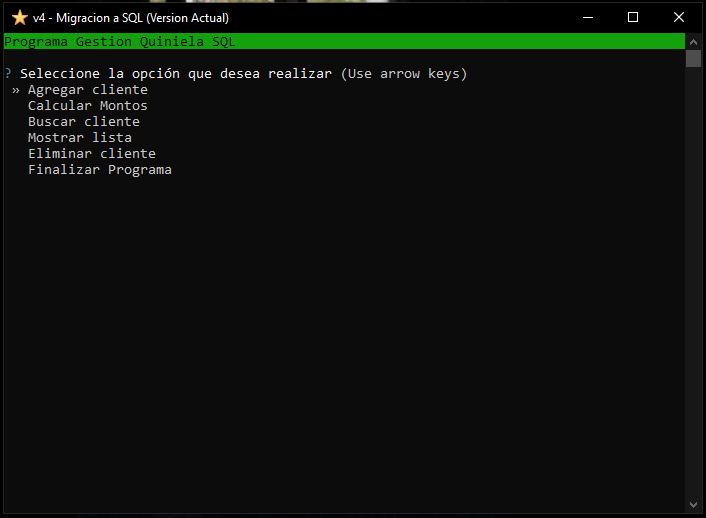 v4 - Migracion a SQL (Version Actual)
Programa Gestion Quiniela SQL
? Seleccione la opción que desea realizar (Use arrow keys)
» Agregar cliente
Calcular Montos
Buscar cliente
Mostrar lista
Eliminar cliente
Finalizar Programa